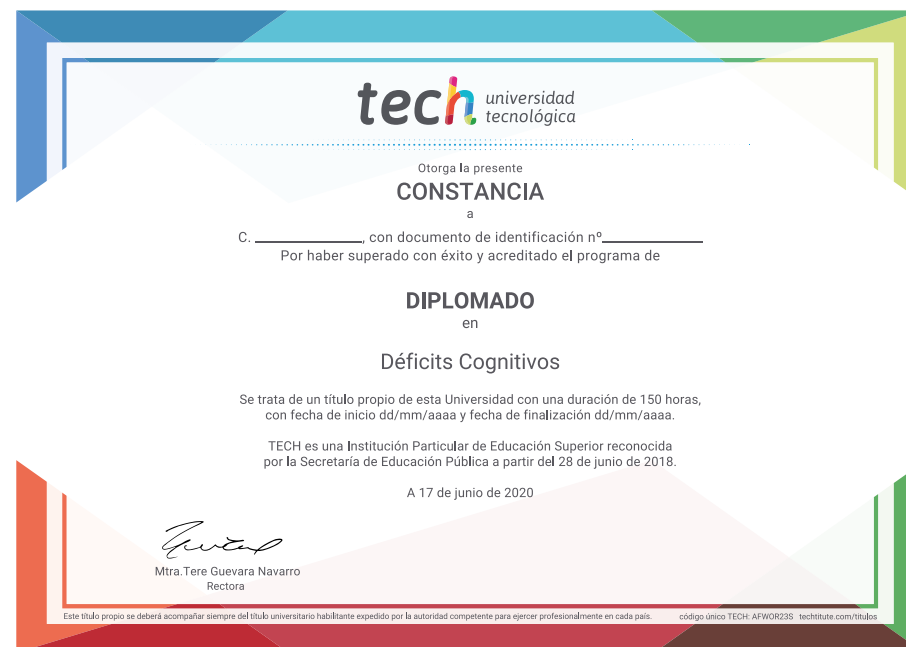 tech universidad
tecnológica
Otorga la presente
CONSTANCIA
a
C. ______________, con documento de identificación nº______________
Por haber superado con éxito y acreditado el programa de
DIPLOMADO
en
Déficits Cognitivos
Se trata de un título propio de esta Universidad con una duración de 150 horas,
con fecha de inicio dd/mm/aaaa y fecha de finalización dd/mm/aaaa.
TECH es una Institución Particular de Educación Superior reconocida
por la Secretaría de Educación Pública a partir del 28 de junio de 2018.
A 17 de junio de 2020
Mtra.Tere Guevara Navarro
Rectora
Este título propio se deberá acompañar siempre del título universitario habilitante expedido por la autoridad competente para ejercer profesionalmente en cada país. código único TECH: AFWOR23S techtitute.com/titulos